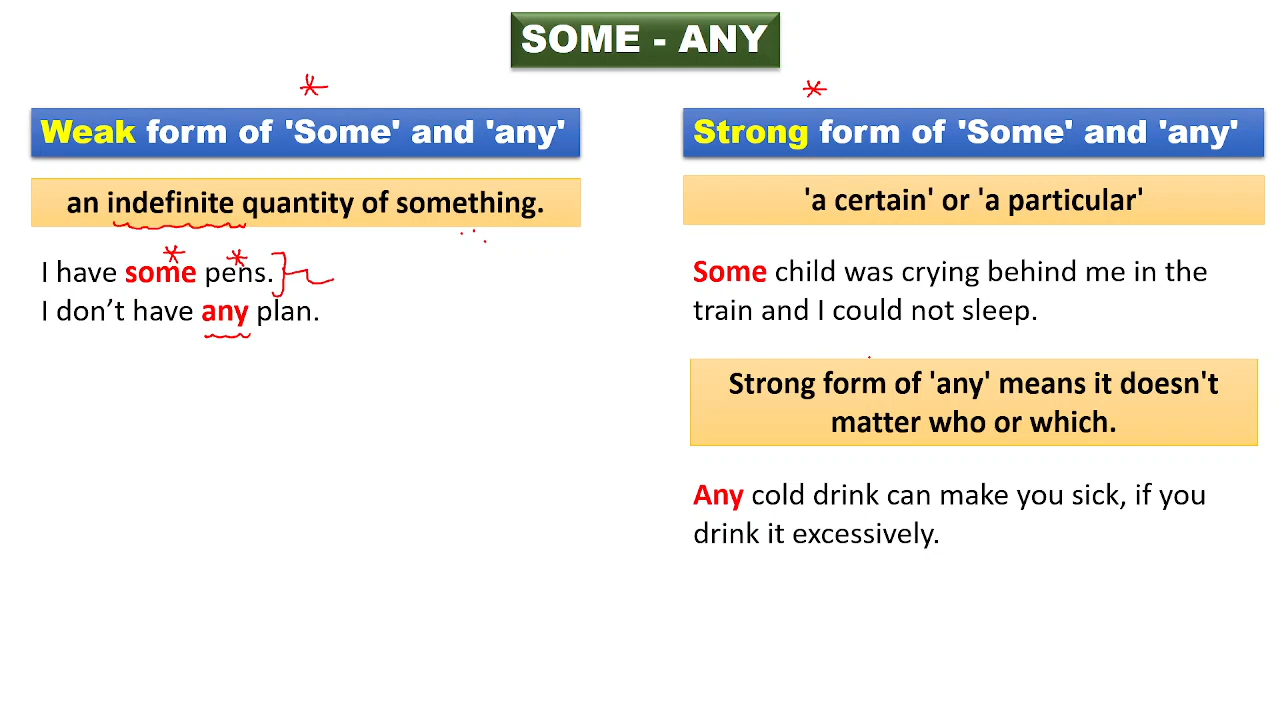 SOME - ANY
Weak form of 'Some' and 'any'
an indefinite quantity of something.
I have some pens.
I don't have any plan.
Strong form of 'Some' and 'any'
'a certain' or 'a particular'
Some child was crying behind me in the
train and I could not sleep.
Strong form of 'any' means it doesn't
matter who or which.
Any cold drink can make you sick, if you
drink it excessively.